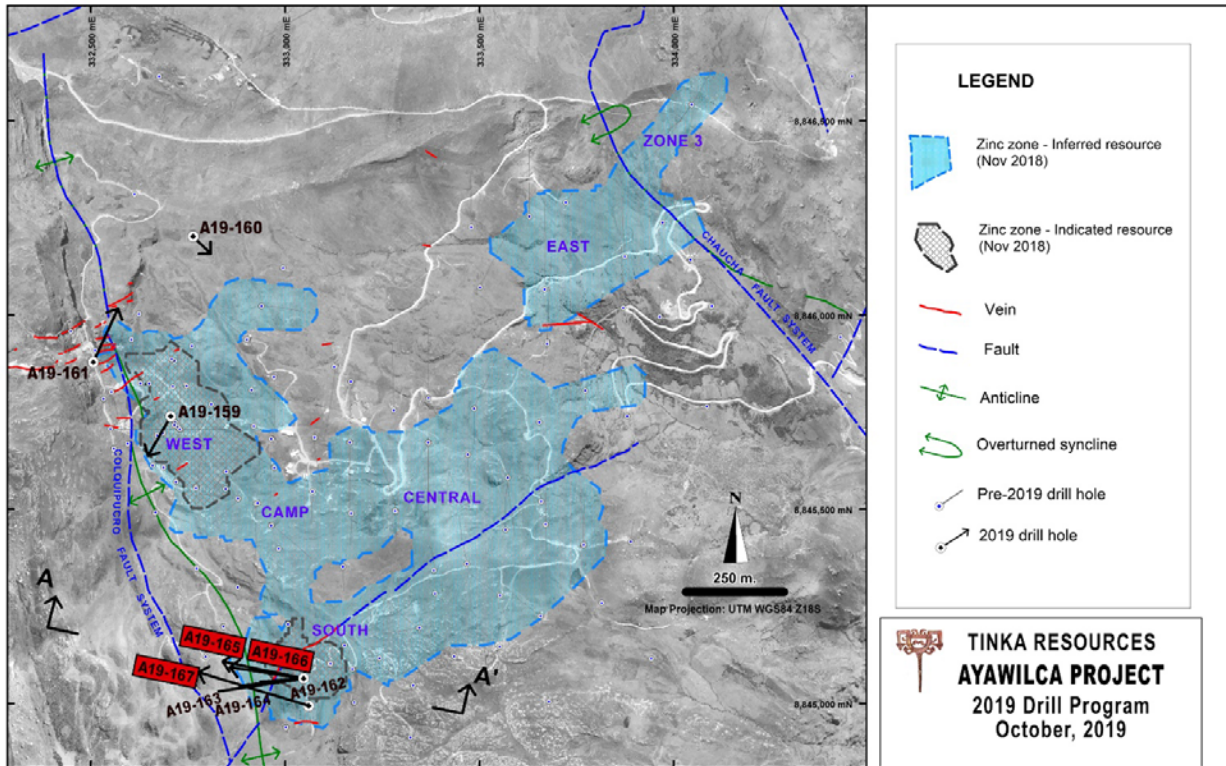 332,500 mE
333,000 mE
333,500 mE
334,000 mE
8,846,500 mN
ZONE 3
A19-160
EAST
CHAUCHA FAULT SYSTEM
8,846,000 mN
A19-161
A19-159
WEST
COLQUIPUCRO FAULT SYSTEM
CENTRAL
CAMP
8,845,500 mN
N
250 m.
Map Projection: UTM WGS84 Z18S
A
SOUTH
A19-165
A19-166
A19-167
A19-162
A19-163
A19-164
A'
8,845,000 mN
LEGEND
Zinc zone - Inferred resource
(Nov 2018)
Zinc zone - Indicated resource
(Nov 2018)
Vein
Fault
Anticline
Overturned syncline
Pre-2019 drill hole
2019 drill hole
TINKA RESOURCES
AYAWILCA PROJECT
2019 Drill Program
October, 2019